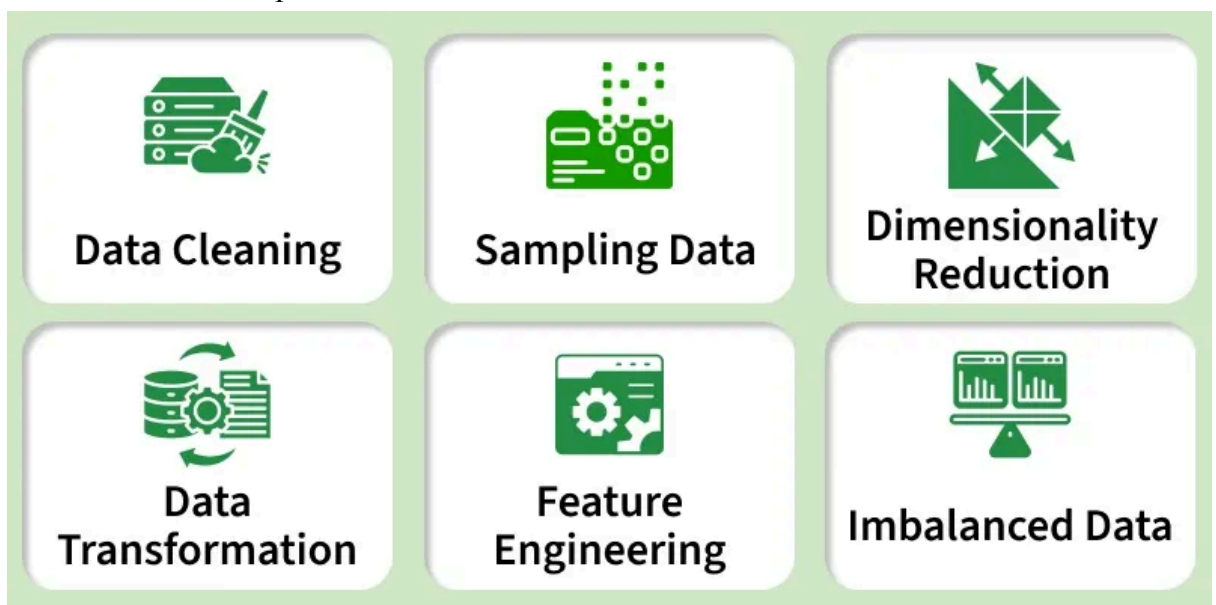 Data Cleaning
Sampling Data
Dimensionality
Reduction
Data
Transformation
Feature
Engineering
Imbalanced Data